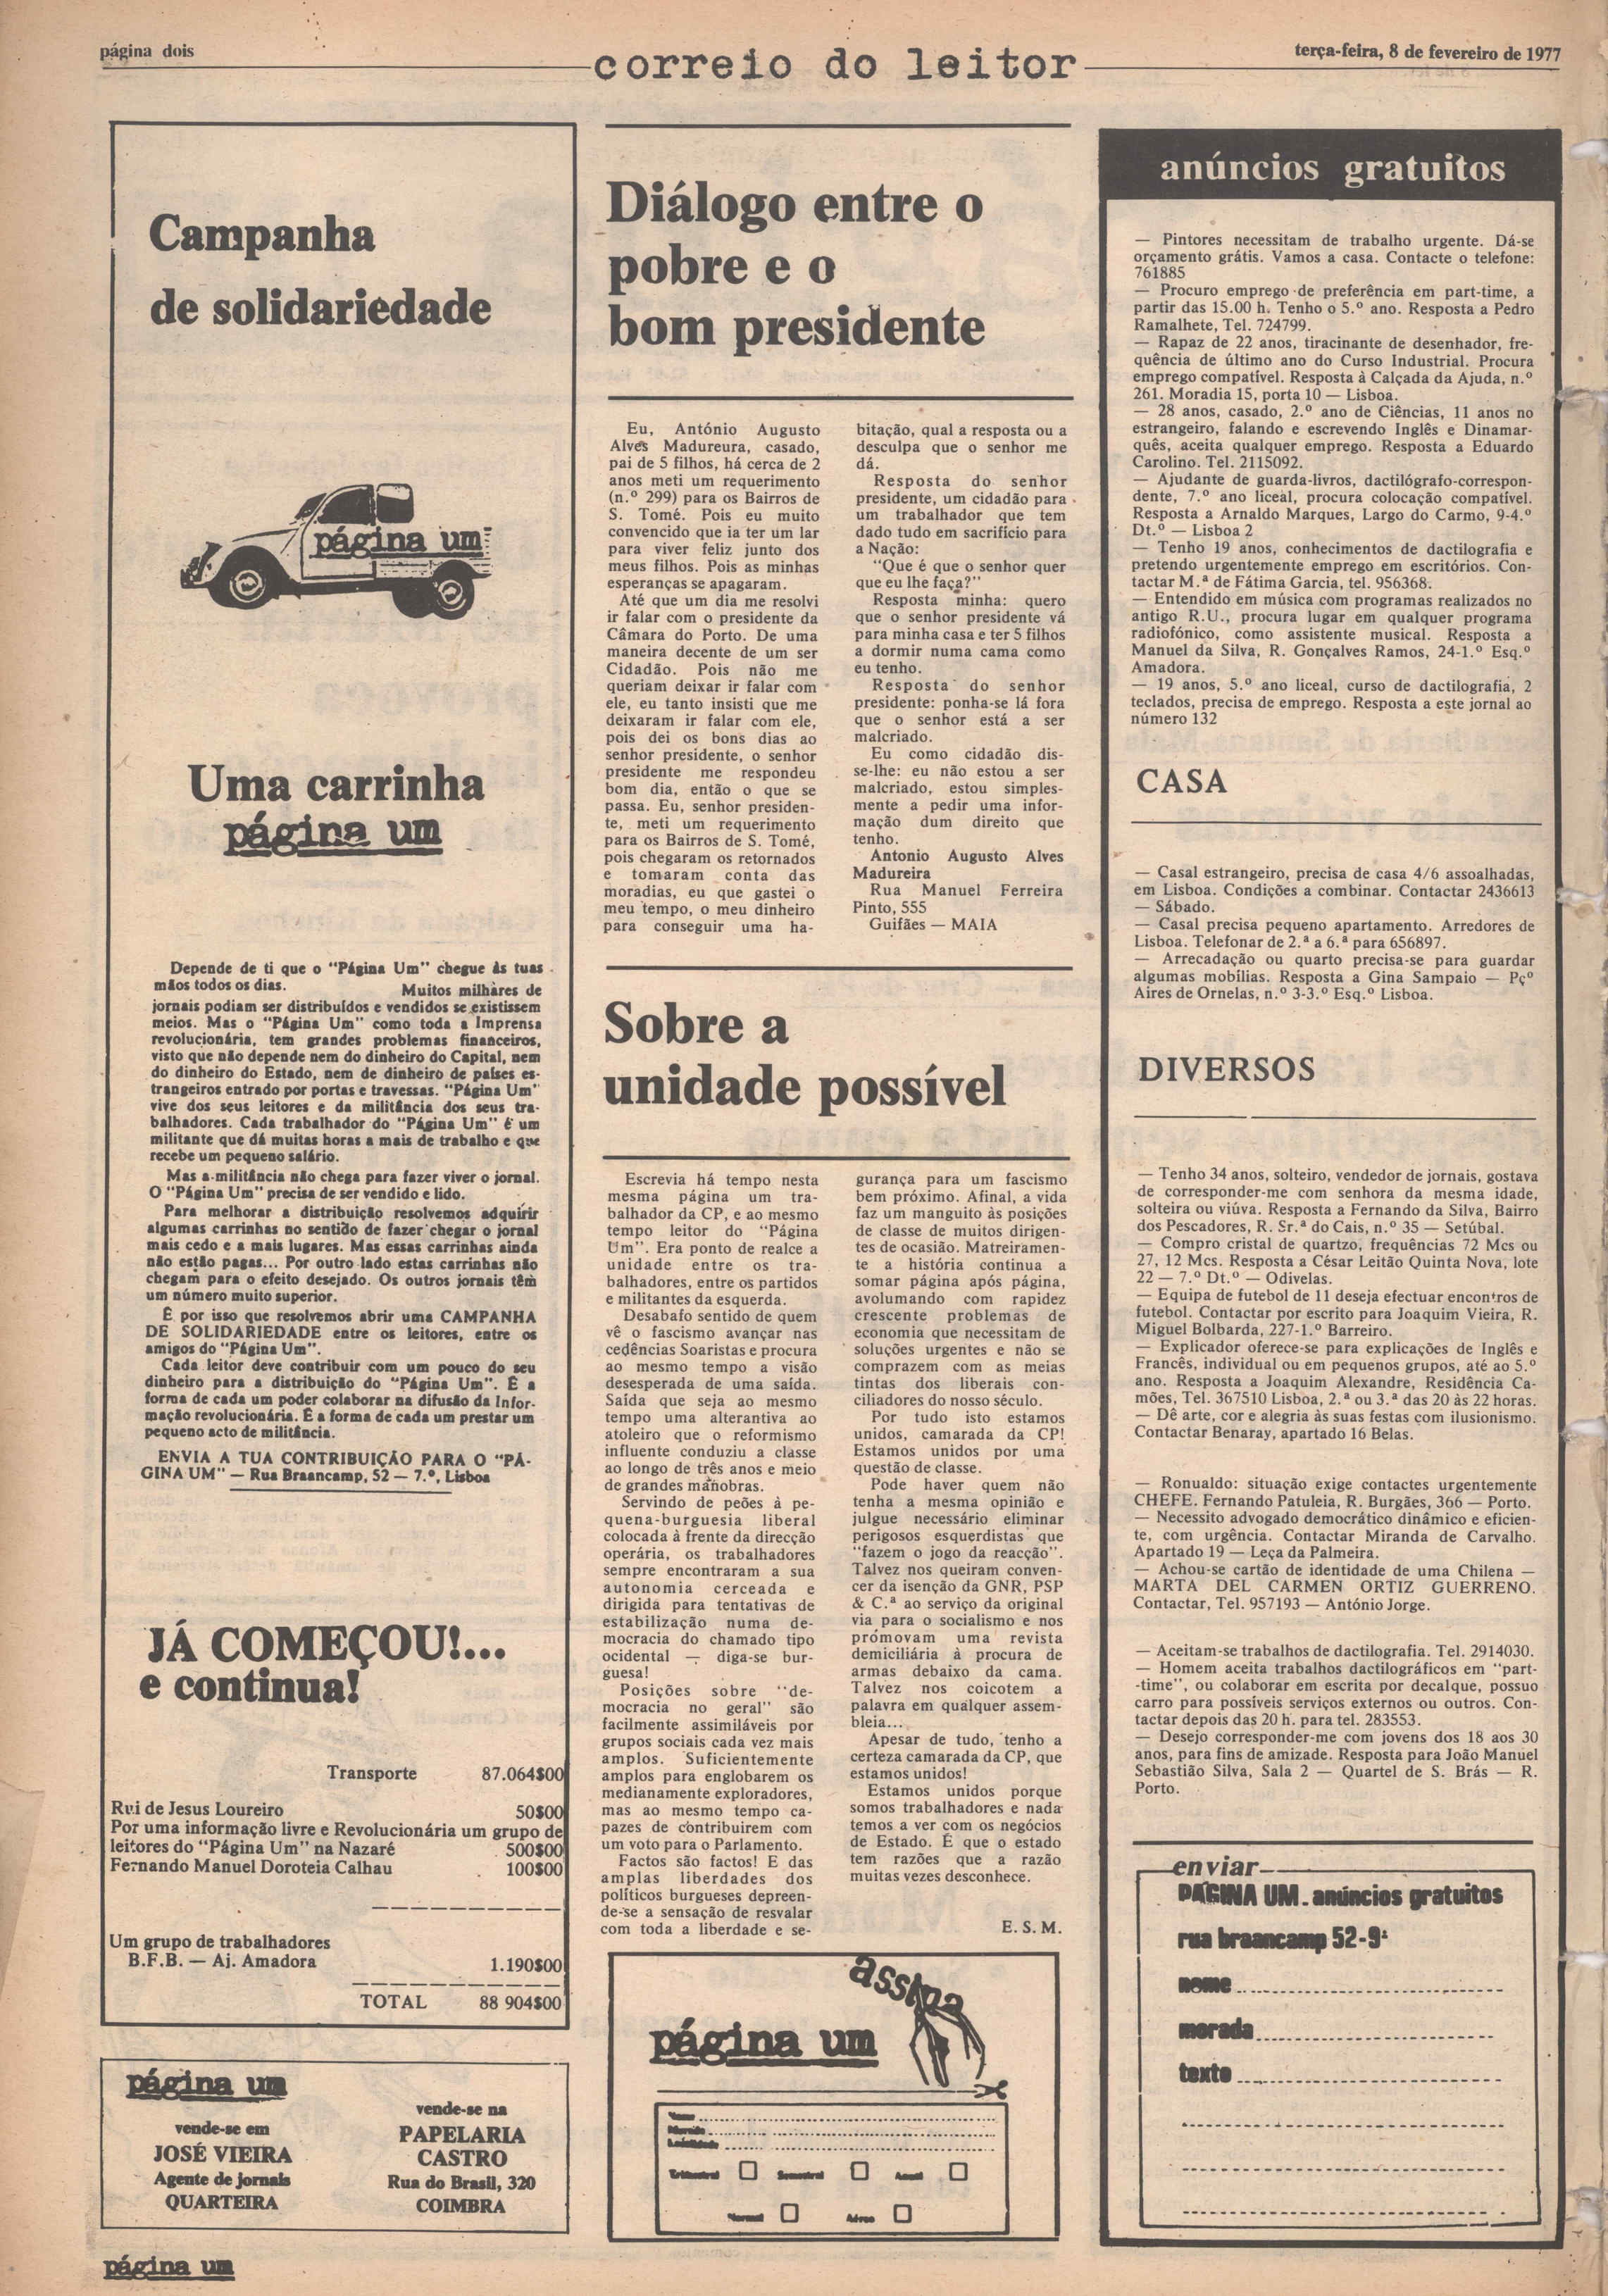 página dois
correio do leitor
terça-feira, 8 de fevereiro de 1977
Campanha
de solidariedade
página um
Uma carrinha
página um
Depende de ti que o "Página Um" chegue às tuas
mãos todos os dias. Muitos milhares de
jornais podiam ser distribuídos e vendidos se existissem
meios. Mas o "Página Um" como toda a Imprensa
revolucionária, tem grandes problemas financeiros,
visto que não depende nem do dinheiro do Capital, nem
do dinheiro do Estado, nem de dinheiro de países es-
trangeiros entrado por portas e travessas. "Página Um"
vive dos seus leitores e da militância dos seus tra-
balhadores. Cada trabalhador do "Página Um" é um
militante que dá muitas horas a mais de trabalho e que
recebe um pequeno salário.
Mas a militância não chega para fazer viver o jornal.
O "Página Um" precisa de ser vendido e lido.
Para melhorar a distribuição resolvemos adquirir
algumas carrinhas no sentido de fazer chegar o jornal
mais cedo e a mais lugares. Mas essas carrinhas ainda
não estão pagas... Por outro lado estas carrinhas não
chegam para o efeito desejado. Os outros jornais têm
um número muito superior.
É por isso que resolvemos abrir uma CAMPANHA
DE SOLIDARIEDADE entre os leitores, entre os
amigos do "Página Um".
Cada leitor deve contribuir com um pouco do seu
dinheiro para a distribuição do "Página Um". É a
forma de cada um poder colaborar na difusão da Infor-
mação revolucionária. É a forma de cada um prestar um
pequeno acto de militância.
ENVIA A TUA CONTRIBUIÇÃO PARA O "PÁ-
GINA UM" — Rua Braancamp, 52 — 7.º, Lisboa
JÁ COMEÇOU!...
e continua!
Transporte 87.064$00
Rui de Jesus Loureiro 50$00
Por uma informação livre e Revolucionária um grupo de
leitores do "Página Um" na Nazaré 500$00
Fernando Manuel Doroteia Calhau 100$00
Um grupo de trabalhadores
B.F.B. — Aj. Amadora 1.190$00
TOTAL 88 904$00
página um
vende-se em
JOSÉ VIEIRA
Agente de jornais
QUARTEIRA
vende-se na
PAPELARIA
CASTRO
Rua do Brasil, 320
COIMBRA
página um
Diálogo entre o
pobre e o
bom presidente
Eu, António Augusto
Alves Madureura, casado,
pai de 5 filhos, há cerca de 2
anos meti um requerimento
(n.º 299) para os Bairros de
S. Tomé. Pois eu muito
convencido que ia ter um lar
para viver feliz junto dos
meus filhos. Pois as minhas
esperanças se apagaram.
Até que um dia me resolvi
ir falar com o presidente da
Câmara do Porto. De uma
maneira decente de um ser
Cidadão. Pois não me
queriam deixar ir falar com
ele, eu tanto insisti que me
deixaram ir falar com ele,
pois dei os bons dias ao
senhor presidente, o senhor
presidente me respondeu
bom dia, então o que se
passa. Eu, senhor presiden-
te, meti um requerimento
para os Bairros de S. Tomé,
pois chegaram os retornados
e tomaram conta das
moradias, eu que gastei o
meu tempo, o meu dinheiro
para conseguir uma ha-
bitação, qual a resposta ou a
desculpa que o senhor me
dá.
Resposta do senhor
presidente, um cidadão para
um trabalhador que tem
dado tudo em sacrifício para
a Nação:
"Que é que o senhor quer
que eu lhe faça?"
Resposta minha: quero
que o senhor presidente vá
para minha casa e ter 5 filhos
a dormir numa cama como
eu tenho.
Resposta do senhor
presidente: ponha-se lá fora
que o senhor está a ser
malcriado.
Eu como cidadão dis-
se-lhe: eu não estou a ser
malcriado, estou simples-
mente a pedir uma infor-
mação dum direito que
tenho.
Antonio Augusto Alves
Madureira
Rua Manuel Ferreira
Pinto, 555
Guifães — MAIA
Sobre a
unidade possível
Escrevia há tempo nesta
mesma página um tra-
balhador da CP, e ao mesmo
tempo leitor do "Página
Um". Era ponto de realce a
unidade entre os tra-
balhadores, entre os partidos
e militantes da esquerda.
Desabafo sentido de quem
vê o fascismo avançar nas
cedências Soaristas e procura
ao mesmo tempo a visão
desesperada de uma saída.
Saída que seja ao mesmo
tempo uma alterantiva ao
atoleiro que o reformismo
influente conduziu a classe
ao longo de três anos e meio
de grandes manobras.
Servindo de peões à pe-
quena-burguesia liberal
colocada à frente da direcção
operária, os trabalhadores
sempre encontraram a sua
autonomia cerceada e
dirigida para tentativas de
estabilização numa de-
mocracia do chamado tipo
ocidental — diga-se bur-
guesa!
Posições sobre "de-
mocracia no geral" são
facilmente assimiláveis por
grupos sociais cada vez mais
amplos. Suficientemente
amplos para englobarem os
medianamente exploradores,
mas ao mesmo tempo ca-
pazes de contribuirem com
um voto para o Parlamento.
Factos são factos! E das
amplas liberdades dos
políticos burgueses depreen-
de-se a sensação de resvalar
com toda a liberdade e se-
gurança para um fascismo
bem próximo. Afinal, a vida
faz um manguito às posições
de classe de muitos dirigen-
tes de ocasião. Matreiramen-
te a história continua a
somar página após página,
avolumando com rapidez
crescente problemas de
economia que necessitam de
soluções urgentes e não se
comprazem com as meias
tintas dos liberais con-
ciliadores do nosso século.
Por tudo isto estamos
unidos, camarada da CP!
Estamos unidos por uma
questão de classe.
Pode haver quem não
tenha a mesma opinião e
julgue necessário eliminar
perigosos esquerdistas que
"fazem o jogo da reacção".
Talvez nos queiram conven-
cer da isenção da GNR, PSP
& C.ª ao serviço da original
via para o socialismo e nos
prómovam uma revista
demiciliária à procura de
armas debaixo da cama.
Talvez nos coicotem a
palavra em qualquer assem-
bleia...
Apesar de tudo, tenho a
certeza camarada da CP, que
estamos unidos!
Estamos unidos porque
somos trabalhadores e nada
temos a ver com os negócios
de Estado. É que o estado
tem razões que a razão
muitas vezes desconhece.
E. S. M.
assina
página um
Nome
Morada
Localidade
Trimestral Semestral Anual
Normal Aéreo
anúncios gratuitos
— Pintores necessitam de trabalho urgente. Dá-se
orçamento grátis. Vamos a casa. Contacte o telefone:
761885
— Procuro emprego de preferência em part-time, a
partir das 15.00 h. Tenho o 5.º ano. Resposta a Pedro
Ramalhete, Tel. 724799.
— Rapaz de 22 anos, tiracinante de desenhador, fre-
quência de último ano do Curso Industrial. Procura
emprego compatível. Resposta à Calçada da Ajuda, n.º
261. Moradia 15, porta 10 — Lisboa.
— 28 anos, casado, 2.º ano de Ciências, 11 anos no
estrangeiro, falando e escrevendo Inglês e Dinamar-
quês, aceita qualquer emprego. Resposta a Eduardo
Carolino. Tel. 2115092.
— Ajudante de guarda-livros, dactilógrafo-correspon-
dente, 7.º ano liceal, procura colocação compatível.
Resposta a Arnaldo Marques, Largo do Carmo, 9-4.º
Dt.º — Lisboa 2
— Tenho 19 anos, conhecimentos de dactilografia e
pretendo urgentemente emprego em escritórios. Con-
tactar M.ª de Fátima Garcia, tel. 956368.
— Entendido em música com programas realizados no
antigo R.U., procura lugar em qualquer programa
radiofónico, como assistente musical. Resposta a
Manuel da Silva, R. Gonçalves Ramos, 24-1.º Esq.º
Amadora.
— 19 anos, 5.º ano liceal, curso de dactilografia, 2
teclados, precisa de emprego. Resposta a este jornal ao
número 132
CASA
— Casal estrangeiro, precisa de casa 4/6 assoalhadas,
em Lisboa. Condições a combinar. Contactar 2436613
— Sábado.
— Casal precisa pequeno apartamento. Arredores de
Lisboa. Telefonar de 2.ª a 6.ª para 656897.
— Arrecadação ou quarto precisa-se para guardar
algumas mobílias. Resposta a Gina Sampaio — Pçº
Aires de Ornelas, n.º 3-3.º Esq.º Lisboa.
DIVERSOS
— Tenho 34 anos, solteiro, vendedor de jornais, gostava
de corresponder-me com senhora da mesma idade,
solteira ou viúva. Resposta a Fernando da Silva, Bairro
dos Pescadores, R. Sr.ª do Cais, n.º 35 — Setúbal.
— Compro cristal de quartzo, frequências 72 Mcs ou
27, 12 Mcs. Resposta a César Leitão Quinta Nova, lote
22 — 7.º Dt.º — Odivelas.
— Equipa de futebol de 11 deseja efectuar encontros de
futebol. Contactar por escrito para Joaquim Vieira, R.
Miguel Bolbarda, 227-1.º Barreiro.
— Explicador oferece-se para explicações de Inglês e
Francês, individual ou em pequenos grupos, até ao 5.º
ano. Resposta a Joaquim Alexandre, Residência Ca-
mões, Tel. 367510 Lisboa, 2.ª ou 3.ª das 20 às 22 horas.
— Dê arte, cor e alegria às suas festas com ilusionismo.
Contactar Benaray, apartado 16 Belas.
— Ronualdo: situação exige contactes urgentemente
CHEFE. Fernando Patuleia, R. Burgães, 366 — Porto.
— Necessito advogado democrático dinâmico e eficien-
te, com urgência. Contactar Miranda de Carvalho.
Apartado 19 — Leça da Palmeira.
— Achou-se cartão de identidade de uma Chilena —
MARTA DEL CARMEN ORTIZ GUERRENO.
Contactar, Tel. 957193 — António Jorge.
— Aceitam-se trabalhos de dactilografia. Tel. 2914030.
— Homem aceita trabalhos dactilográficos em "part-
-time", ou colaborar em escrita por decalque, possuo
carro para possíveis serviços externos ou outros. Con-
tactar depois das 20 h. para tel. 283553.
— Desejo corresponder-me com jovens dos 18 aos 30
anos, para fins de amizade. Resposta para João Manuel
Sebastião Silva, Sala 2 — Quartel de S. Brás — R.
Porto.
enviar
PÁGINA UM. anúncios gratuitos
rua braancamp 52-9º
nome
morada
texto